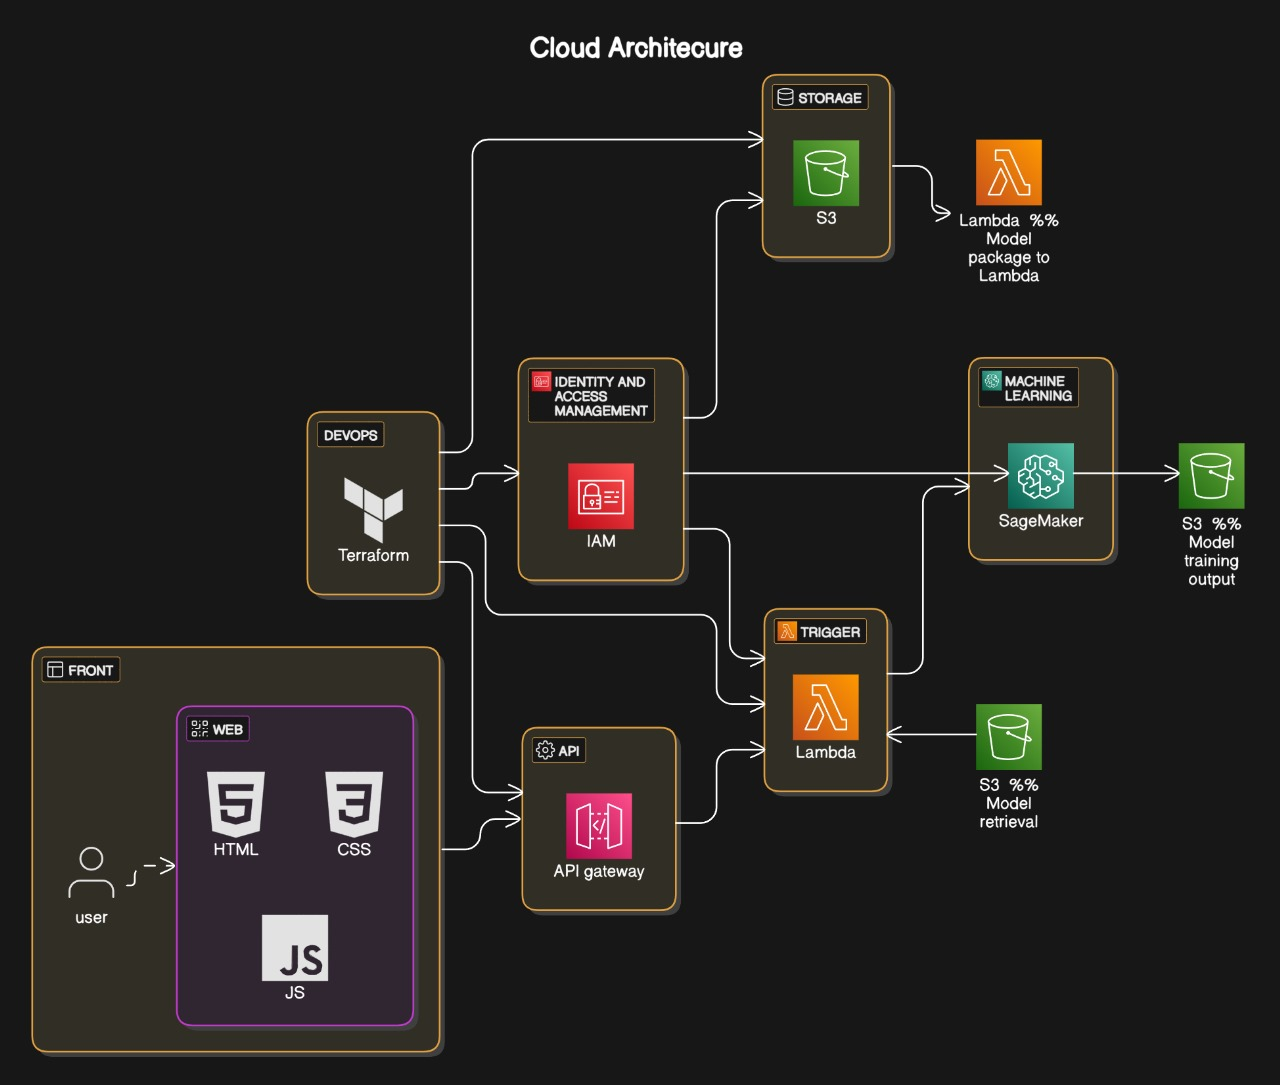 Cloud Architecure
STORAGE
S3
Lambda %%
Model
package to
Lambda
IDENTITY AND
ACCESS
MANAGEMENT
IAM
MACHINE
LEARNING
SageMaker
S3 %%
Model
training
output
DEVOPS
Terraform
TRIGGER
Lambda
S3 %%
Model
retrieval
FRONT
WEB
HTML
CSS
user
JS
JS
API
API gateway